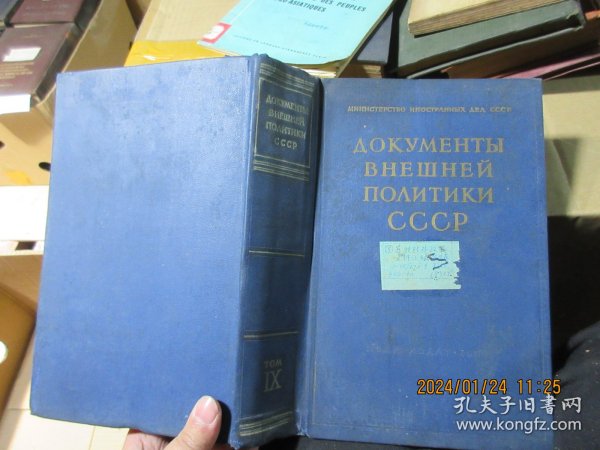 DES PEUPLES
ASIATIQUES
ДОКУМЕНТЫ
ВНЕШНЕЙ
ПОЛИТИКИ
СССР
ТОМ
IX
МИНИСТЕРСТВО ИНОСТРАННЫХ ДЕЛ СССР
ДОКУМЕНТЫ
ВНЕШНЕЙ
ПОЛИТИКИ
СССР
2024/01/24 11:25
孔夫子旧书网
www.kongfz.com